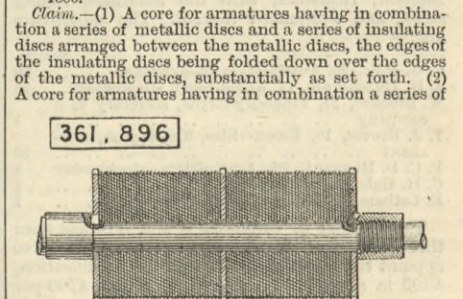 Claim.—(1) A core for armatures having in combina-
tion a series of metallic discs and a series of insulating
discs arranged between the metallic discs, the edges of
the insulating discs being folded down over the edges
of the metallic discs, substantially as set forth. (2)
A core for armatures having in combination a series of
361,896